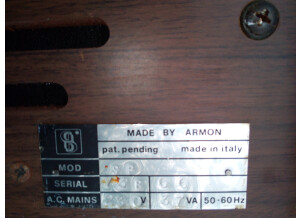 MADE BY ARMON
pat. pending made in italy
MOD
SERIAL
A.C. MAINS V VA 50-60Hz